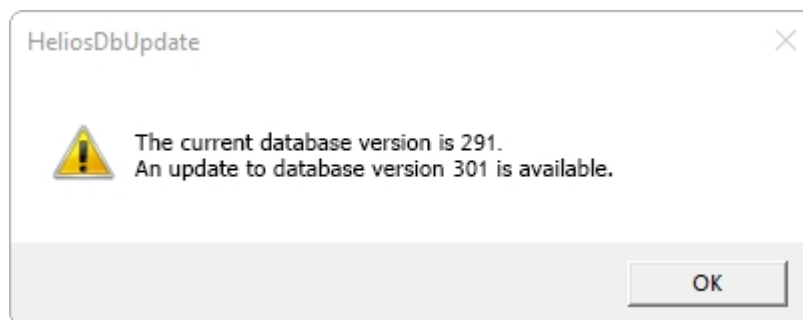 HeliosDbUpdate
The current database version is 291.
An update to database version 301 is available.
OK